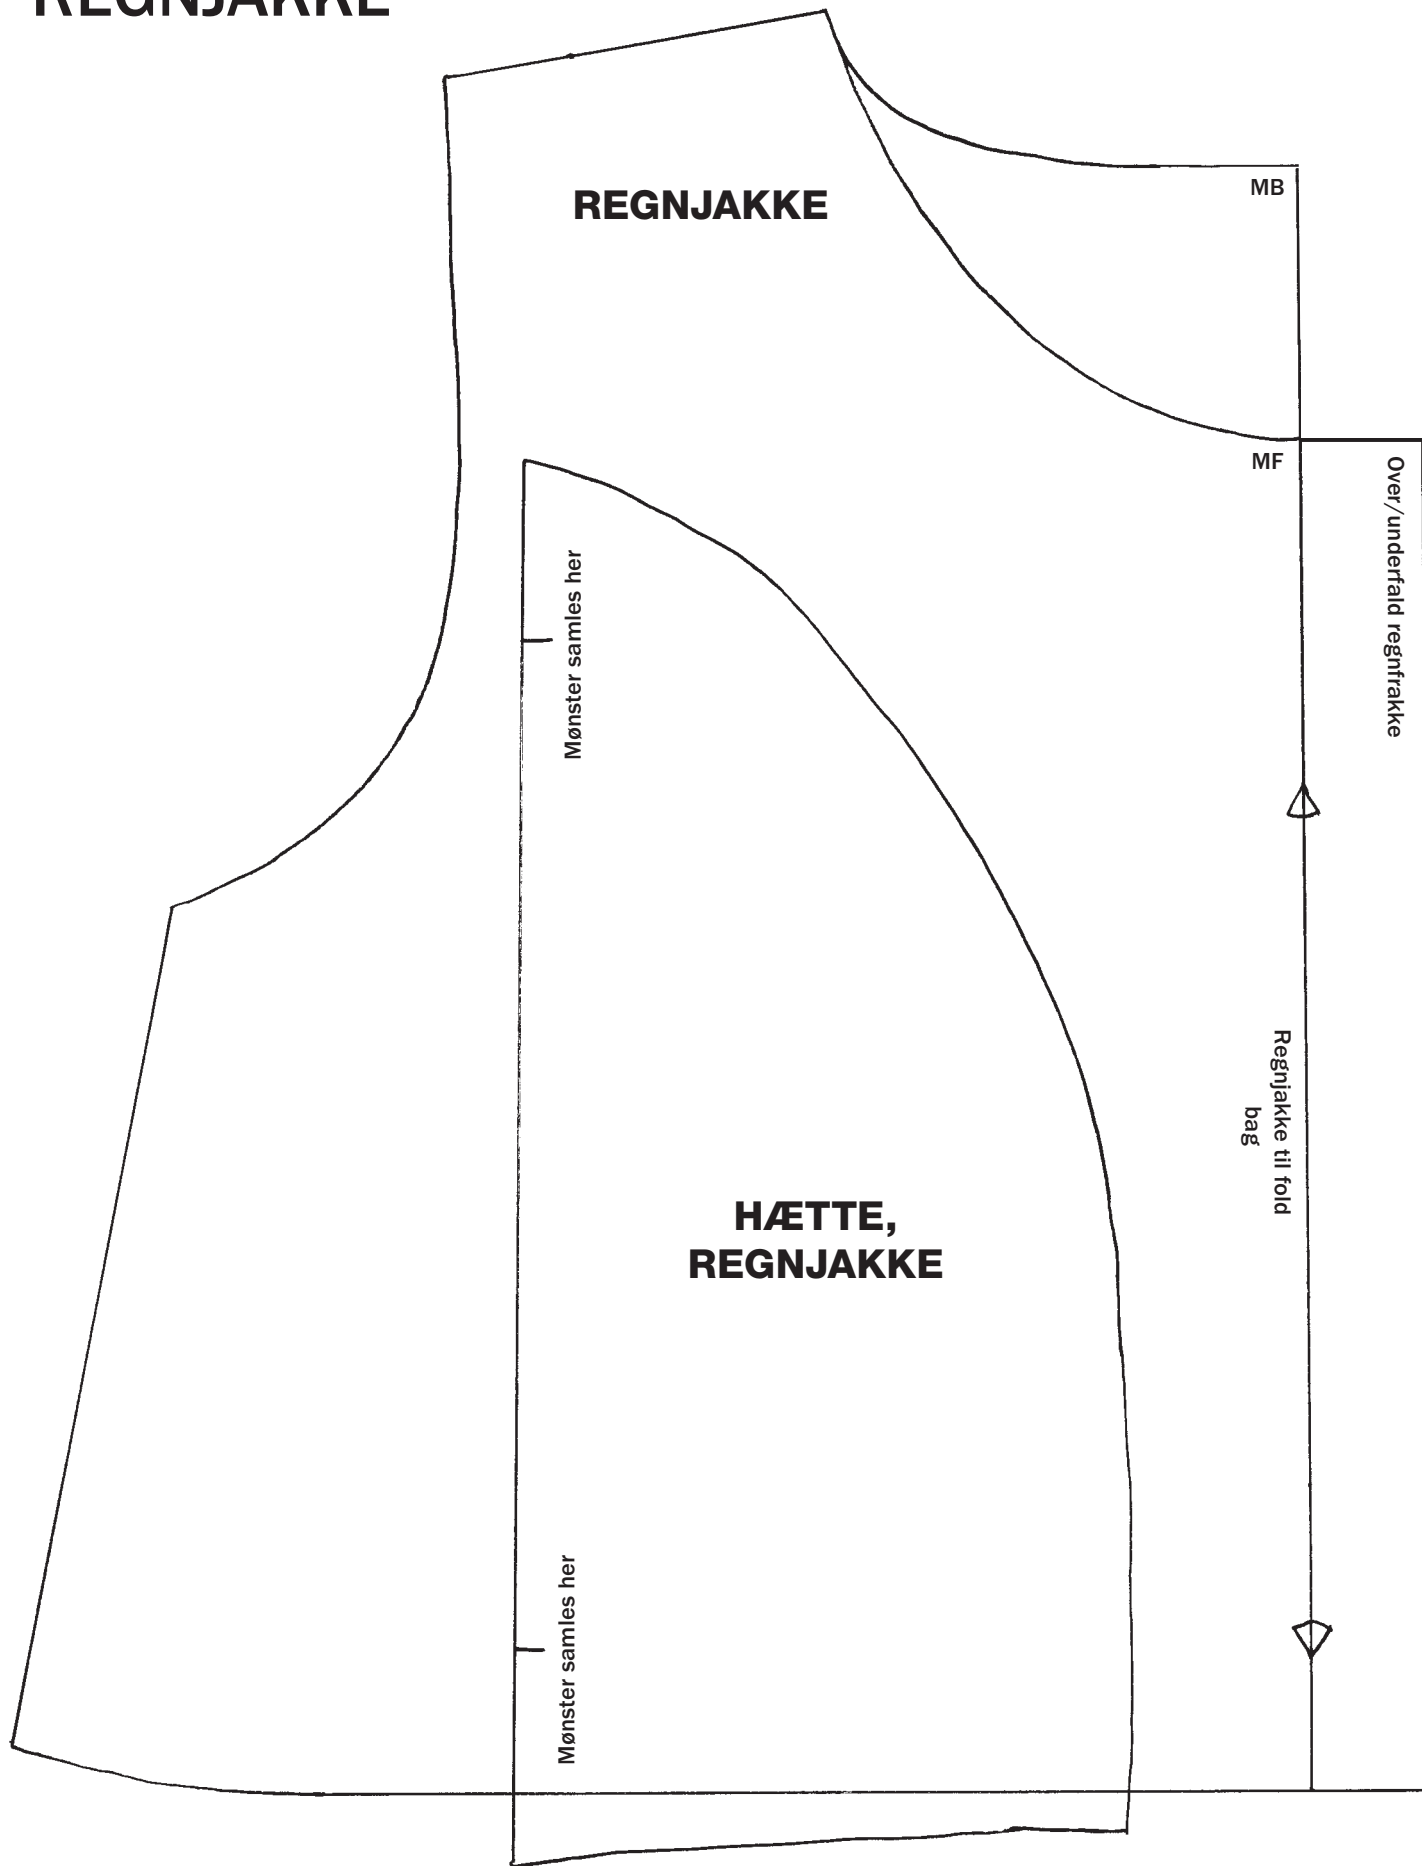 REGNJAKKE
REGNJAKKE
MB
MF
Over/underfald regnfrakke
Mønster samles her
Regnjakke til fold
bag
HÆTTE,
REGNJAKKE
Mønster samles her